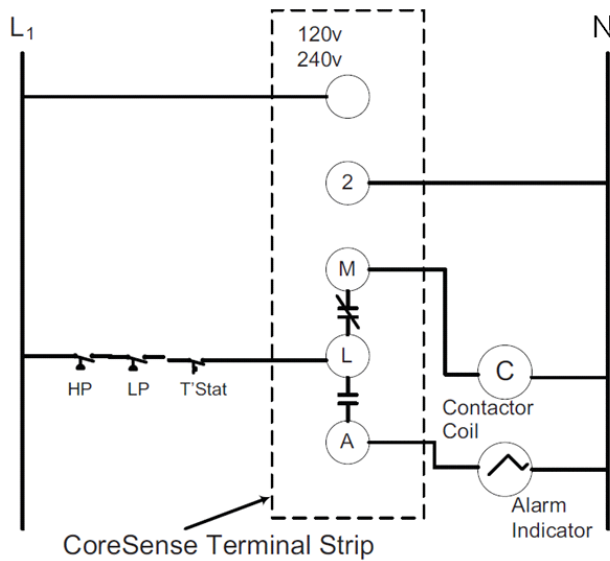 L1
N
120v
240v
2
M
L
HP LP T'Stat
C
Contactor
Coil
A
Alarm
Indicator
CoreSense Terminal Strip